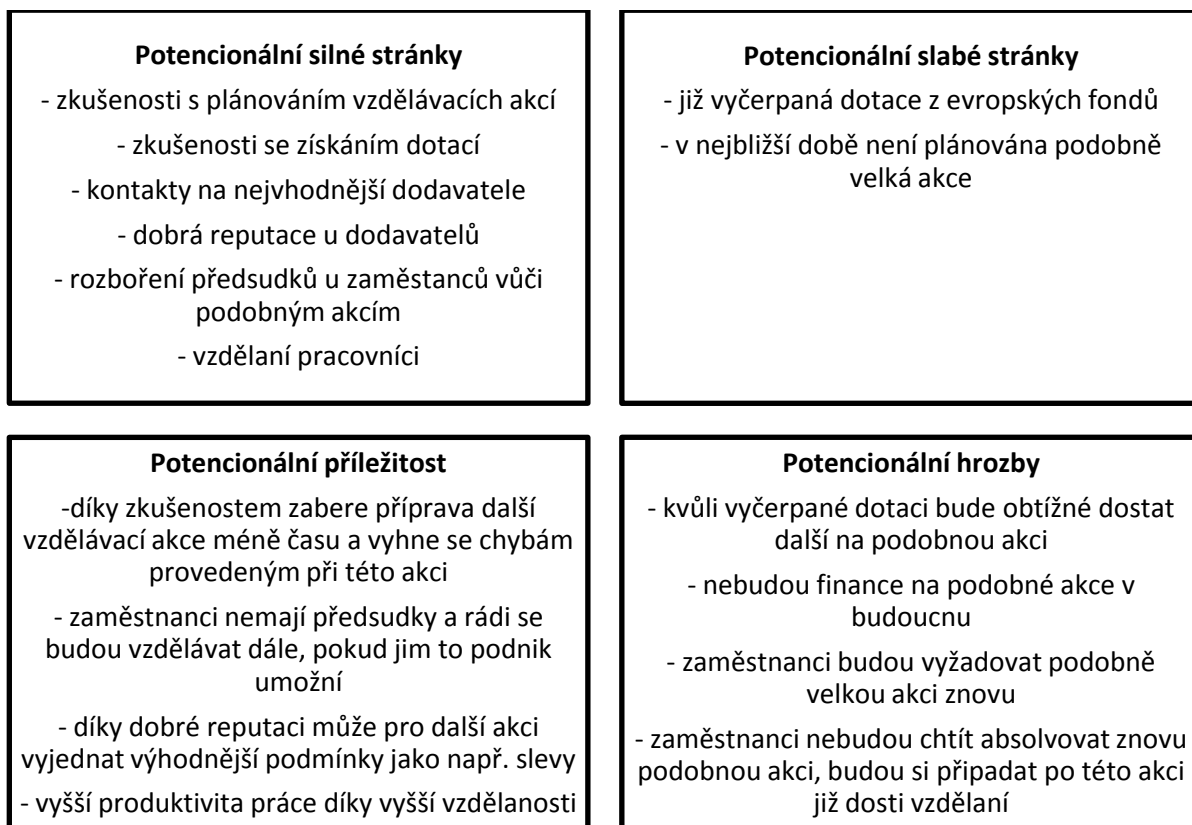 Potencionální silné stránky
- zkušenosti s plánováním vzdělávacích akcí
- zkušenosti se získáním dotací
- kontakty na nejvhodnější dodavatele
- dobrá reputace u dodavatelů
- rozboření předsudků u zaměstanců vůči
podobným akcím
- vzdělaní pracovníci
Potencionální slabé stránky
- již vyčerpaná dotace z evropských fondů
- v nejbližší době není plánována podobně
velká akce
Potencionální příležitost
-díky zkušenostem zabere příprava další
vzdělávací akce méně času a vyhne se chybám
provedeným při této akci
- zaměstnanci nemají předsudky a rádi se
budou vzdělávat dále, pokud jim to podnik
umožní
- díky dobré reputaci může pro další akci
vyjednat výhodnější podmínky jako např. slevy
- vyšší produktivita práce díky vyšší vzdělanosti
Potencionální hrozby
- kvůli vyčerpané dotaci bude obtížné dostat
další na podobnou akci
- nebudou finance na podobné akce v
budoucnu
- zaměstnanci budou vyžadovat podobně
velkou akci znovu
- zaměstnanci nebudou chtít absolvovat znovu
podobnou akci, budou si připadat po této akci
již dosti vzdělaní